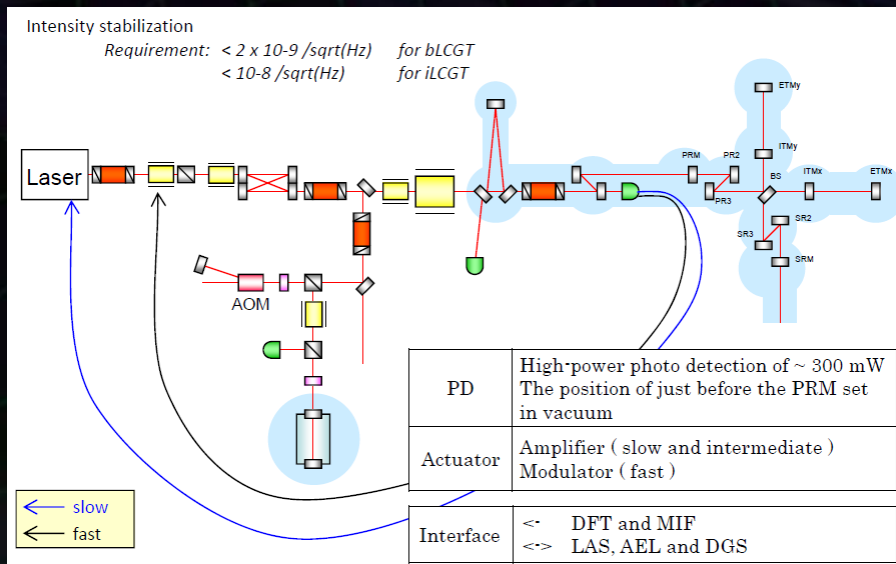 Intensity stabilization
Requirement: < 2 x 10-9 /sqrt(Hz) for bLCGT
< 10-8 /sqrt(Hz) for iLCGT
ETMy
ITMy
PRM
PR2
BS
ITMx
ETMx
Laser
PR3
SR2
SR3
SRM
AOM
PD
High-power photo detection of ~ 300 mW
The position of just before the PRM set
in vacuum
Actuator
Amplifier ( slow and intermediate )
Modulator ( fast )
slow
fast
Interface
<- DFT and MIF
<-> LAS, AEL and DGS